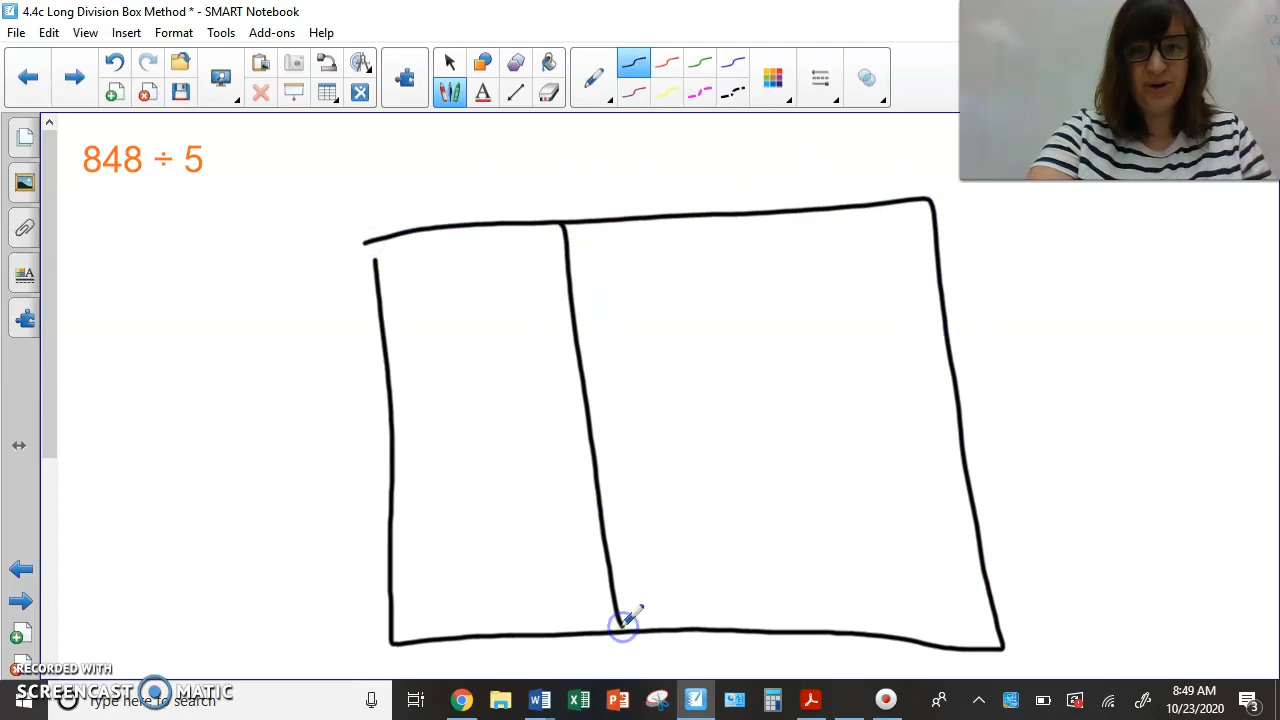 4.4c Long Division Box Method * - SMART Notebook
File Edit View Insert Format Tools Add-ons Help
848 ÷ 5
RECORDED WITH
SCREENCAST MATIC
Type here to search
8:49 AM
10/23/2020
3